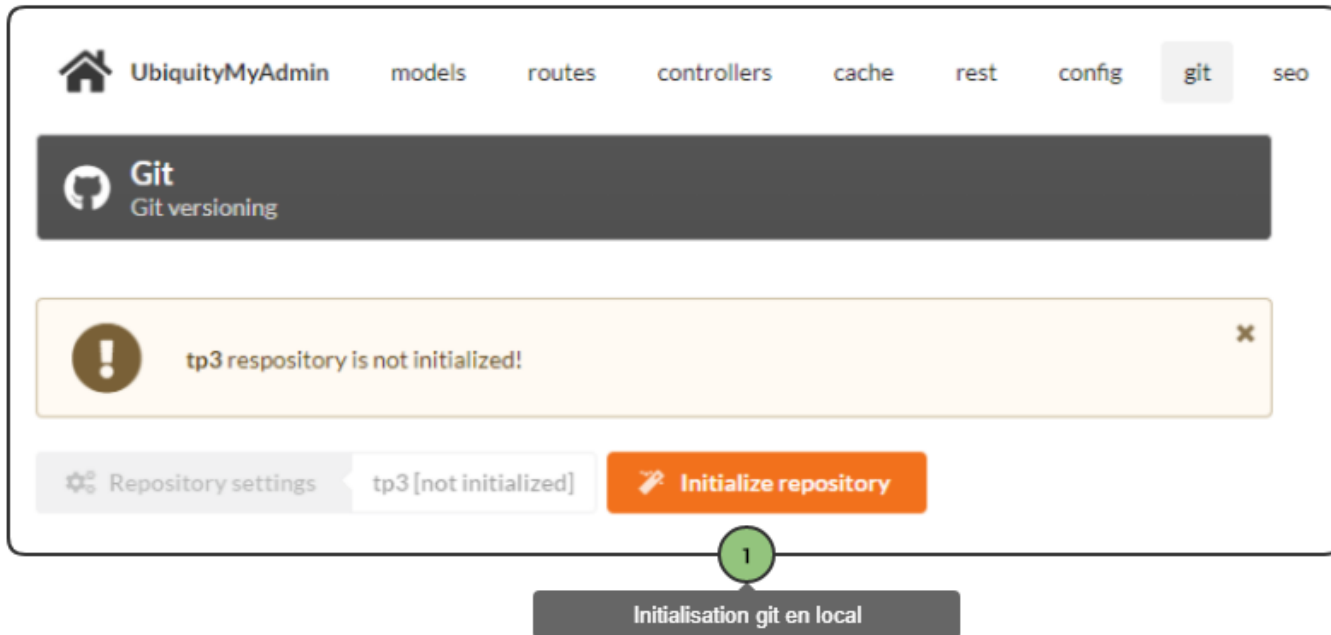 UbiquityMyAdmin models routes controllers cache rest config git seo
Git
Git versioning
tp3 respository is not initialized!
Repository settings tp3 [not initialized] Initialize repository
1
Initialisation git en local